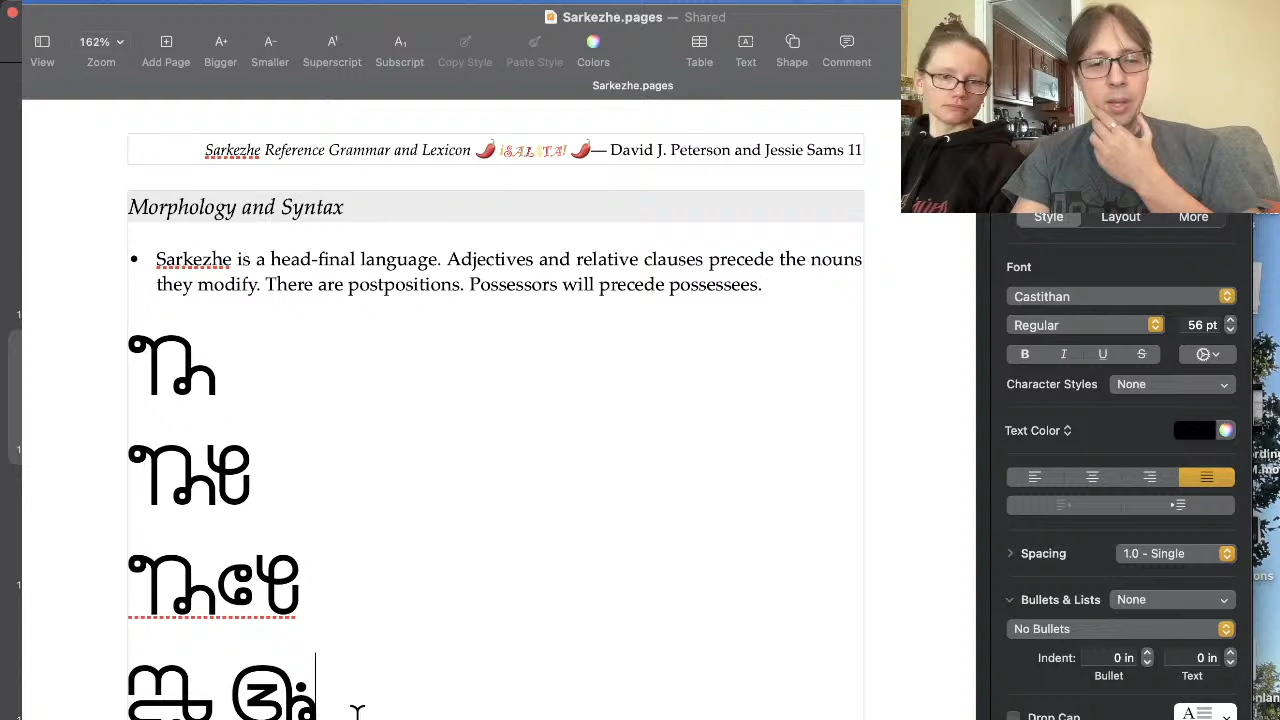 Sarkezhe.pages — Shared
View
162%
Zoom
Add Page
Bigger
Smaller
Superscript
Subscript
Copy Style
Paste Style
Colors
Table
Text
Shape
Comment
Sarkezhe.pages
Sarkezhe Reference Grammar and Lexicon 🌶️ ¡SALSITA! 🌶️— David J. Peterson and Jessie Sams 11
Morphology and Syntax
• Sarkezhe is a head-final language. Adjectives and relative clauses precede the nouns
they modify. There are postpositions. Possessors will precede possessees.
Style Layout More
Font
Castithan
Regular 56 pt
B I U S
Character Styles None
Text Color
Spacing 1.0 - Single
Bullets & Lists None
No Bullets
Indent: 0 in 0 in
Bullet Text
Drop Cap